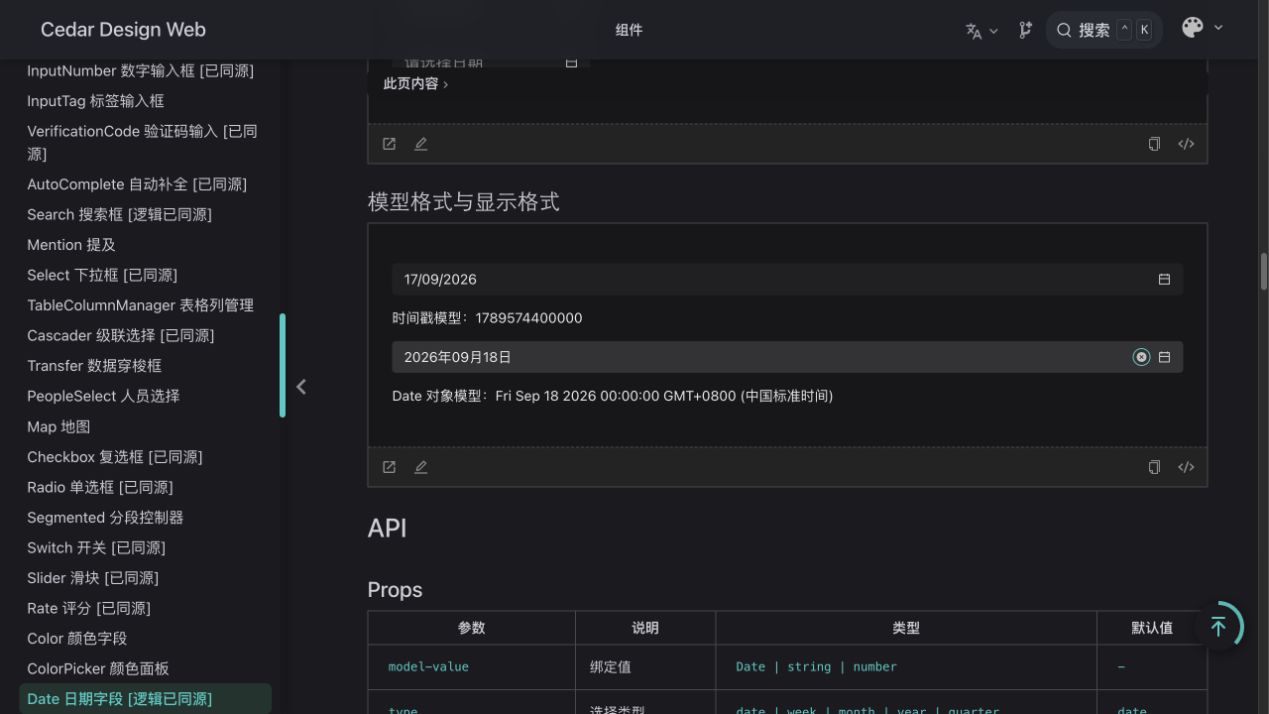 Cedar Design Web
组件
搜索 ^ K
InputNumber 数字输入框 [已同源]
InputTag 标签输入框
VerificationCode 验证码输入 [已同
源]
AutoComplete 自动补全 [已同源]
Search 搜索框 [逻辑已同源]
Mention 提及
Select 下拉框 [已同源]
TableColumnManager 表格列管理
Cascader 级联选择 [已同源]
Transfer 数据穿梭框
PeopleSelect 人员选择
Map 地图
Checkbox 复选框 [已同源]
Radio 单选框 [已同源]
Segmented 分段控制器
Switch 开关 [已同源]
Slider 滑块 [已同源]
Rate 评分 [已同源]
Color 颜色字段
ColorPicker 颜色面板
Date 日期字段 [逻辑已同源]
请选择日期
此页内容 ›
模型格式与显示格式
17/09/2026
时间戳模型：1789574400000
2026年09月18日
Date 对象模型：Fri Sep 18 2026 00:00:00 GMT+0800 (中国标准时间)
API
Props
参数 说明 类型 默认值
model-value 绑定值 Date | string | number –
type 选择类型 date | week | month | year | quarter date